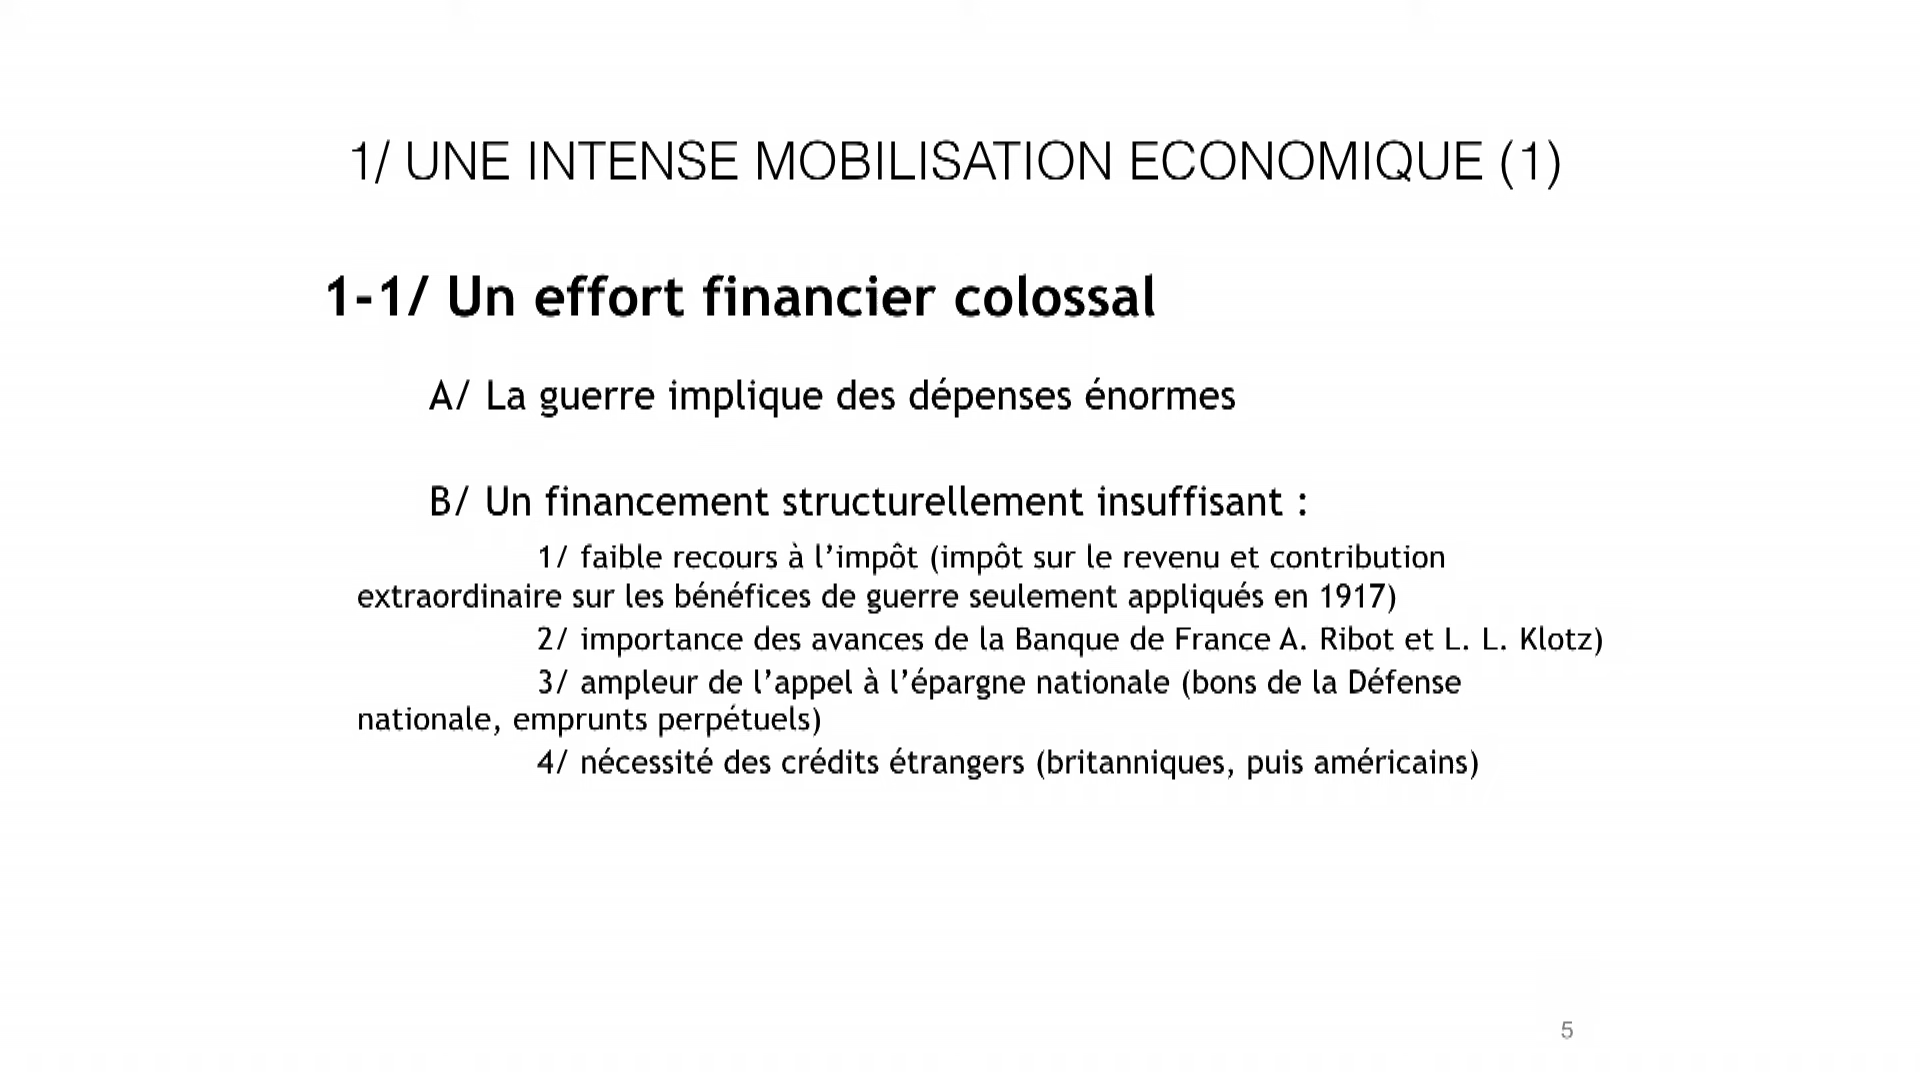 1/ UNE INTENSE MOBILISATION ECONOMIQUE (1)
1-1/ Un effort financier colossal
A/ La guerre implique des dépenses énormes
B/ Un financement structurellement insuffisant :
1/ faible recours à l’impôt (impôt sur le revenu et contribution
extraordinaire sur les bénéfices de guerre seulement appliqués en 1917)
2/ importance des avances de la Banque de France A. Ribot et L. L. Klotz)
3/ ampleur de l’appel à l’épargne nationale (bons de la Défense
nationale, emprunts perpétuels)
4/ nécessité des crédits étrangers (britanniques, puis américains)
5